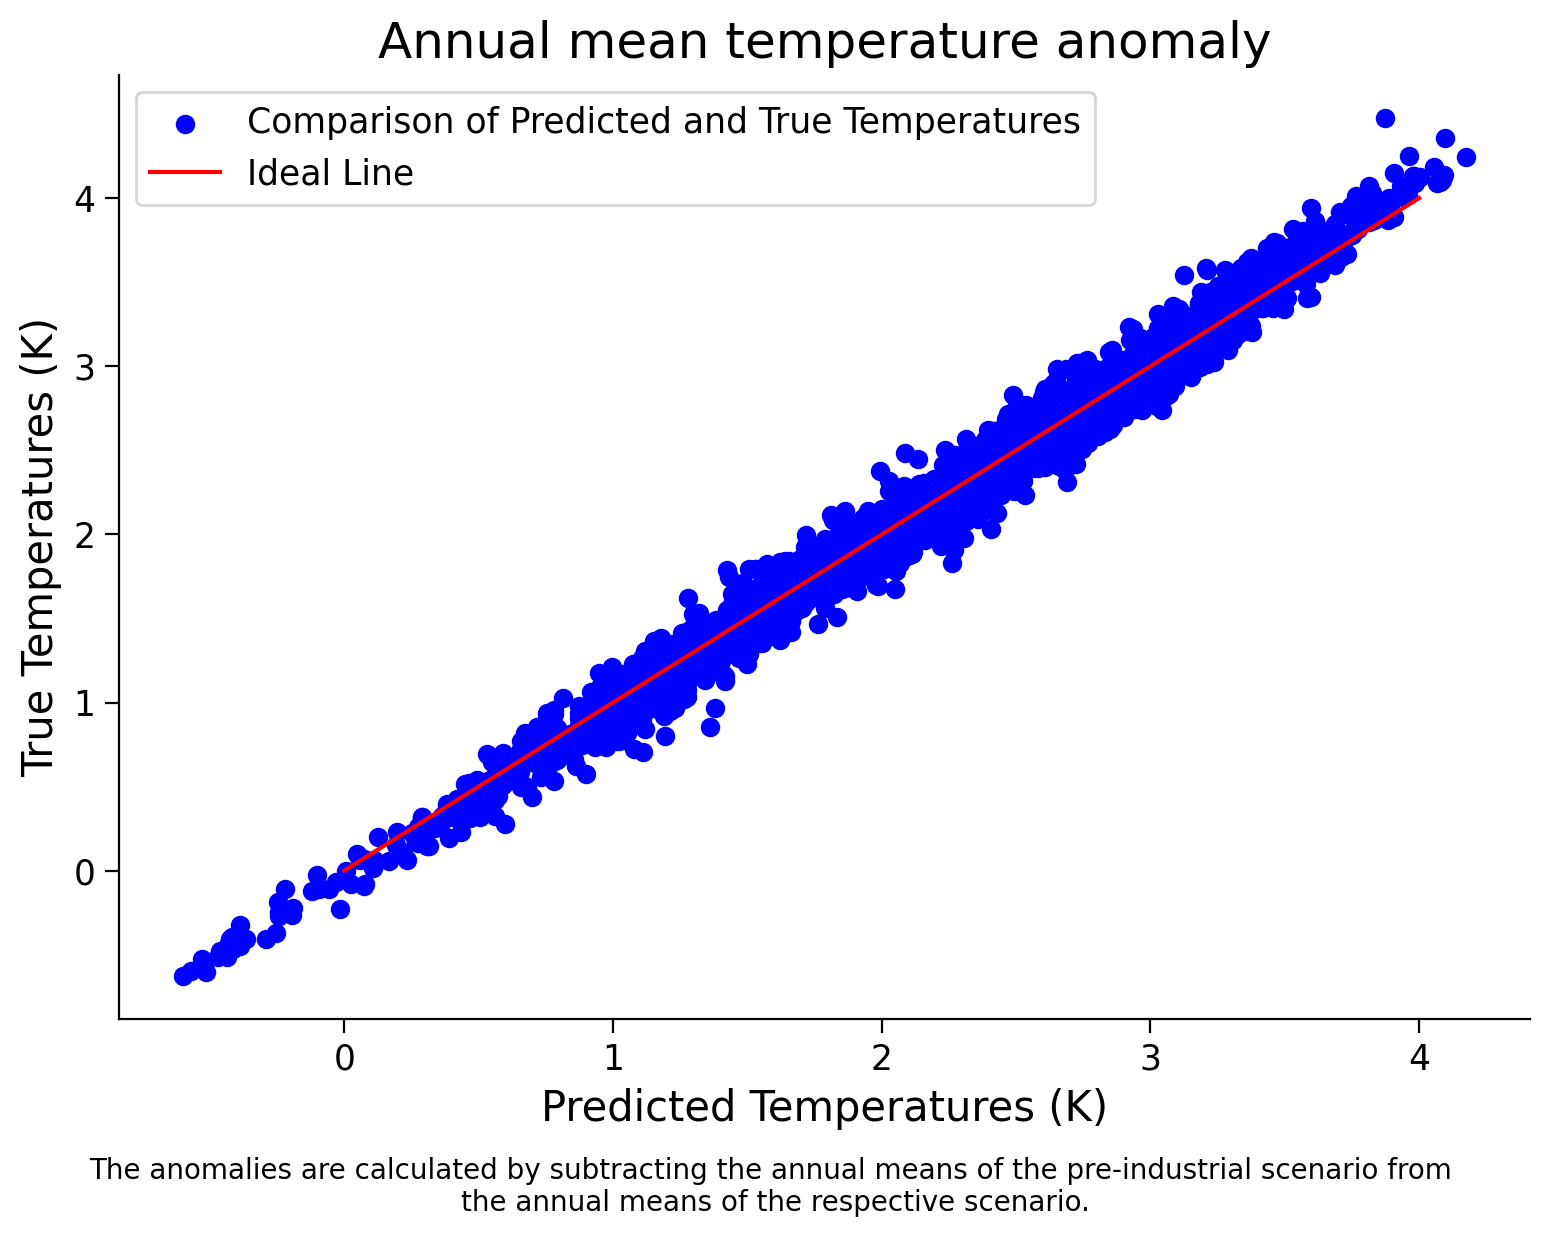 Annual mean temperature anomaly
Comparison of Predicted and True Temperatures
Ideal Line
True Temperatures (K)
4
3
2
1
0
0
1
2
3
4
Predicted Temperatures (K)
The anomalies are calculated by subtracting the annual means of the pre-industrial scenario from
the annual means of the respective scenario.